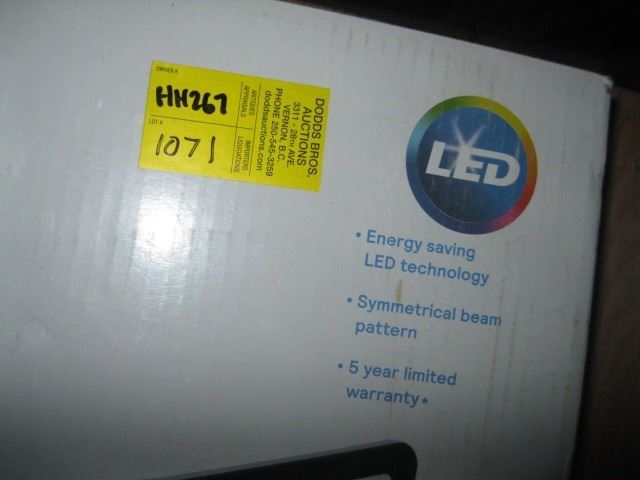 OWNER #
HH267
LOT #
1071
ANTIQUES
APPRAISALS
IMPORTERS
LIQUIDATIONS
DODDS BROS.
AUCTIONS
3311 - 28TH AVE.
VERNON, B.C.
PHONE 250-545-3259
doddsauctions.com
LED
• Energy saving
LED technology
• Symmetrical beam
pattern
• 5 year limited
warranty*